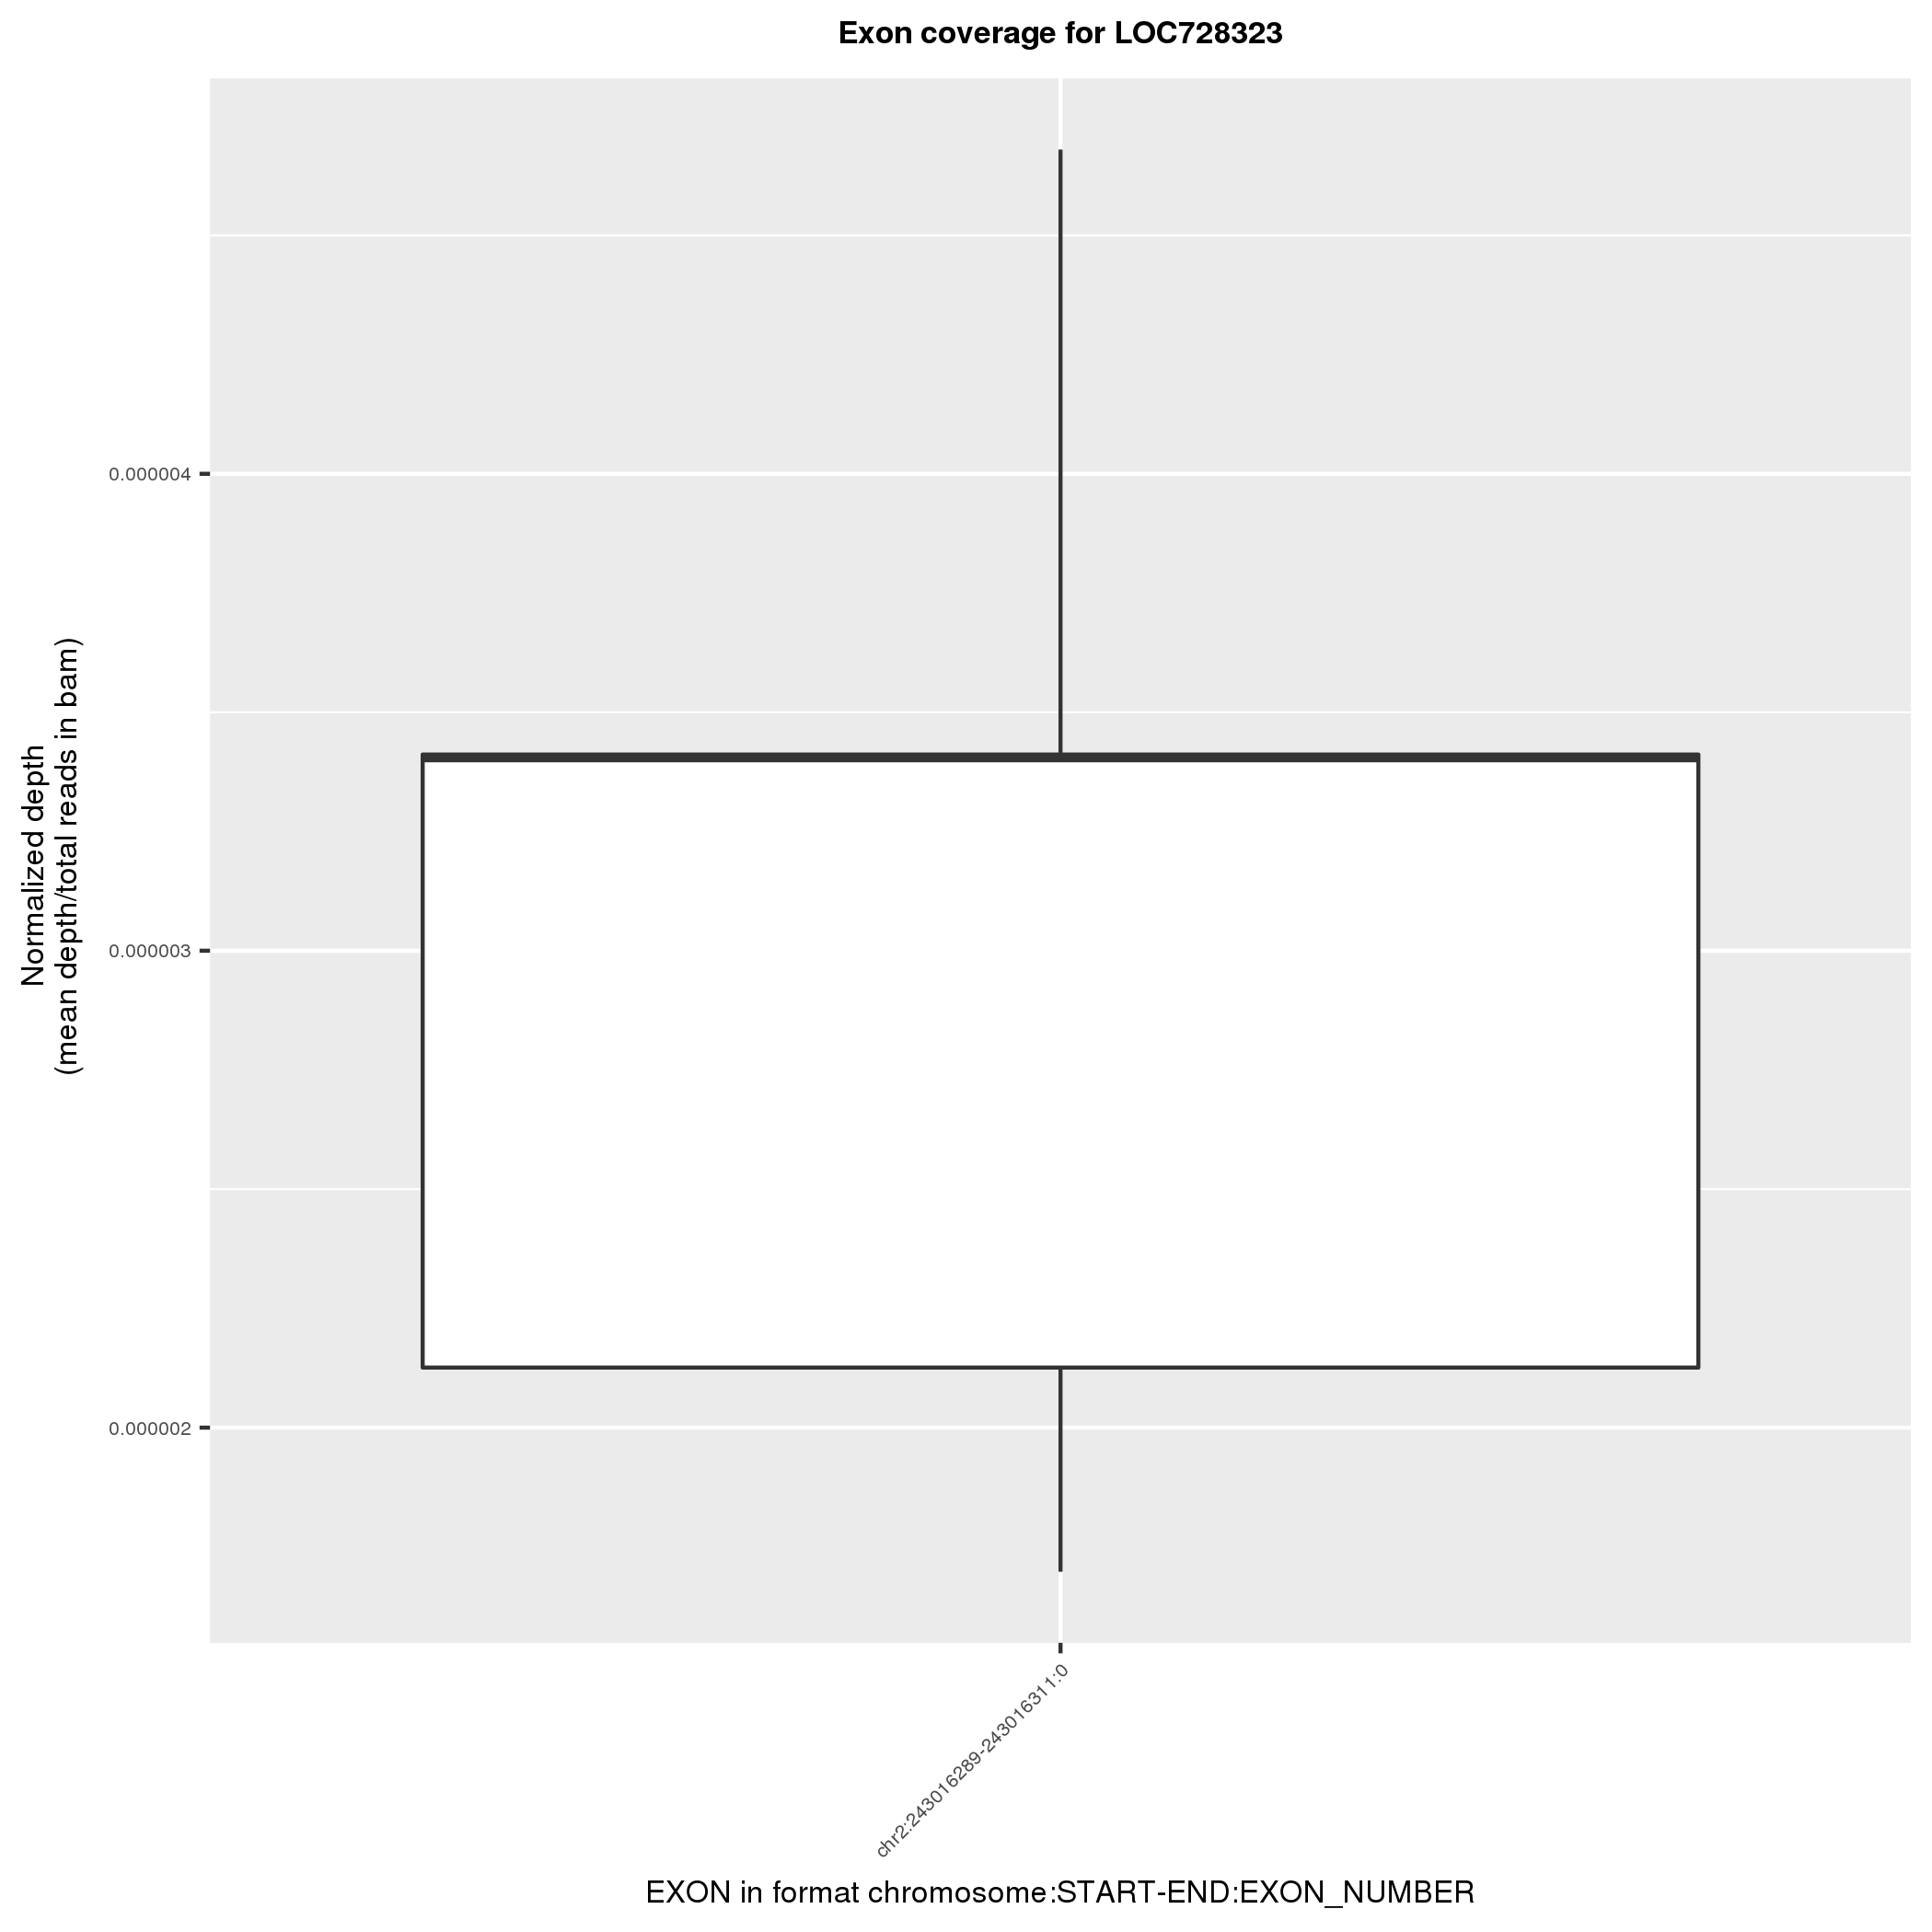 Exon coverage for LOC728323
Normalized depth
(mean depth/total reads in bam)
0.000004
0.000003
0.000002
chr2:243016289-243016311:0
EXON in format chromosome:START-END:EXON_NUMBER